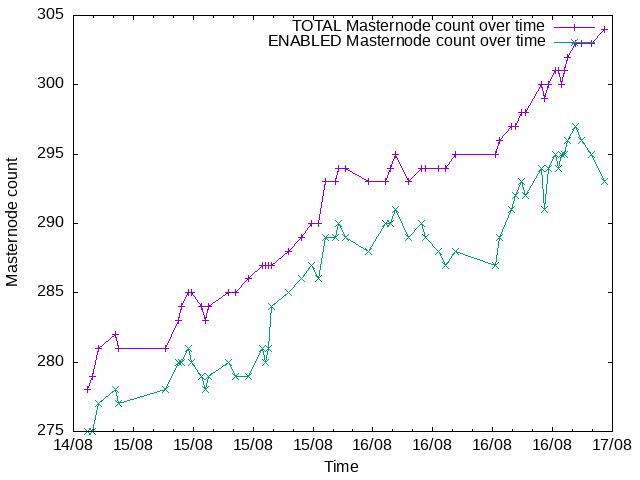 305
TOTAL Masternode count over time
ENABLED Masternode count over time
300
295
290
285
280
275
Masternode count
14/08 15/08 15/08 15/08 15/08 16/08 16/08 16/08 16/08 17/08
Time